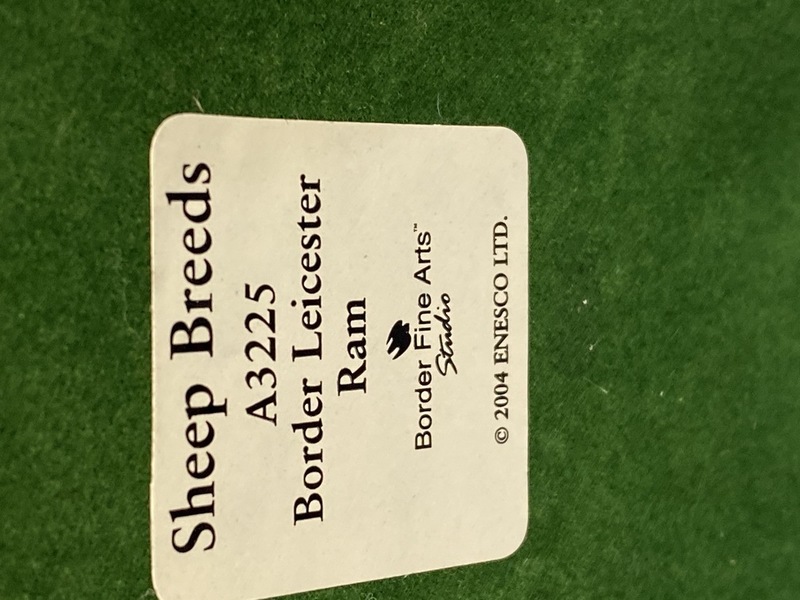 Sheep Breeds
A3225
Border Leicester
Ram
Border Fine Arts™
Studio
© 2004 ENESCO LTD.